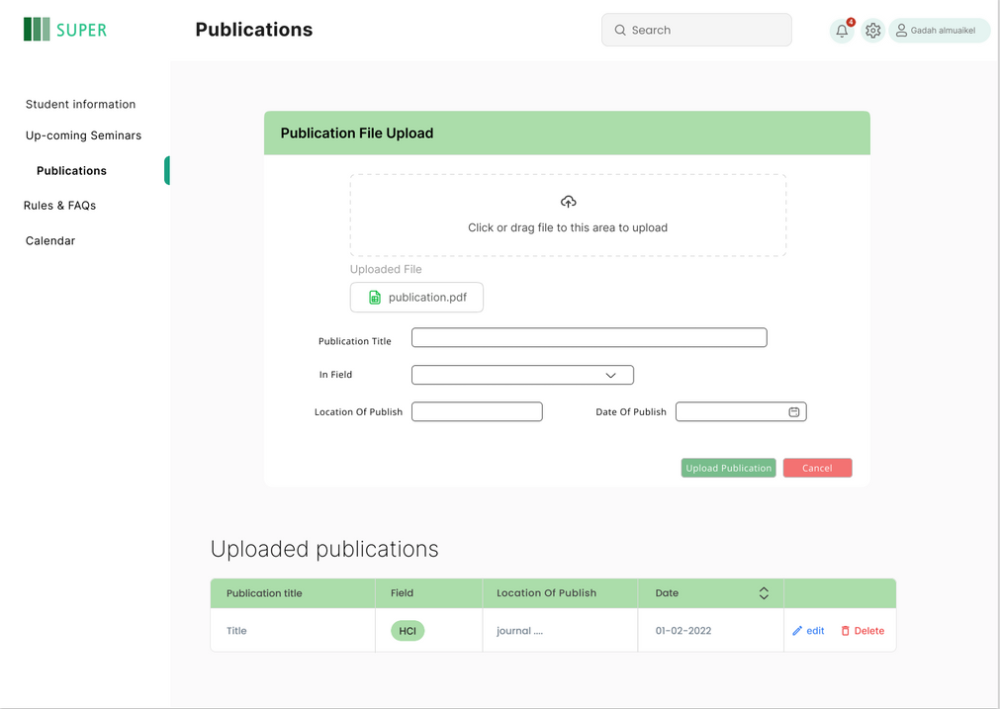 SUPER
Publications
Search
4
Gadah almuaikel
Student information
Up-coming Seminars
Publications
Rules & FAQs
Calendar
Publication File Upload
Click or drag file to this area to upload
Uploaded File
publication.pdf
Publication Title
In Field
Location Of Publish
Date Of Publish
Upload Publication
Cancel
Uploaded publications
Publication title Field Location Of Publish Date
Title HCI journal .... 01-02-2022 edit Delete